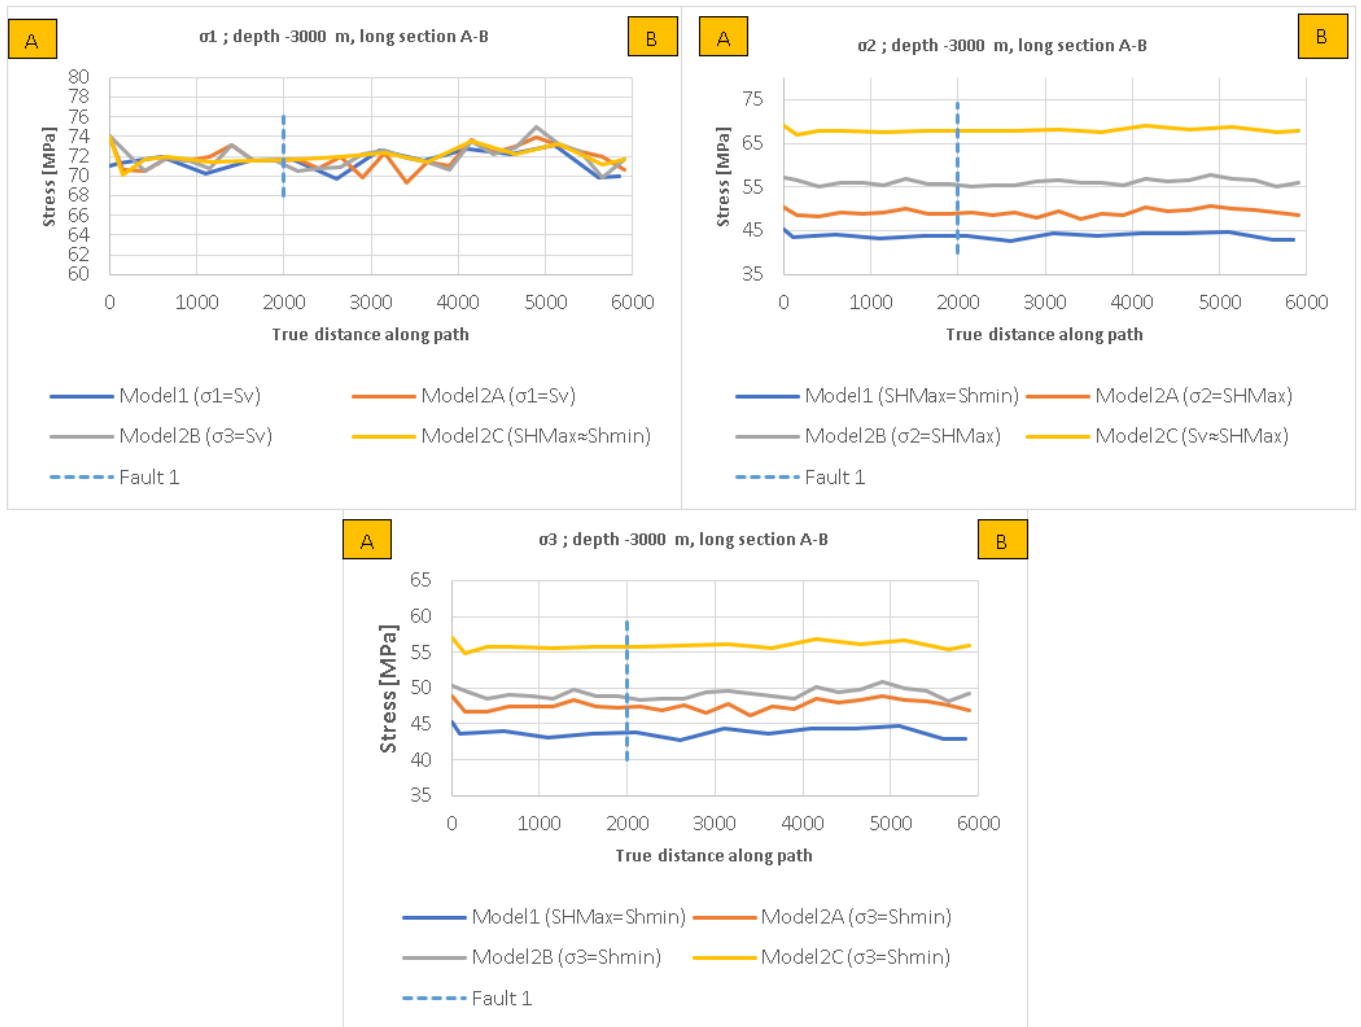 A
σ1 ; depth -3000 m, long section A-B
B
Stress [MPa]
80
78
76
74
72
70
68
66
64
62
60
0 1000 2000 3000 4000 5000 6000
True distance along path
Model1 (σ1=Sv) Model2A (σ1=Sv)
Model2B (σ3=Sv) Model2C (SHMax≈Shmin)
Fault 1
A
σ2 ; depth -3000 m, long section A-B
B
Stress [MPa]
75
65
55
45
35
0 1000 2000 3000 4000 5000 6000
True distance along path
Model1 (SHMax=Shmin) Model2A (σ2=SHMax)
Model2B (σ2=SHMax) Model2C (Sv≈SHMax)
Fault 1
A
σ3 ; depth -3000 m, long section A-B
B
Stress [MPa]
65
60
55
50
45
40
35
0 1000 2000 3000 4000 5000 6000
True distance along path
Model1 (SHMax=Shmin) Model2A (σ3=Shmin)
Model2B (σ3=Shmin) Model2C (σ3=Shmin)
Fault 1